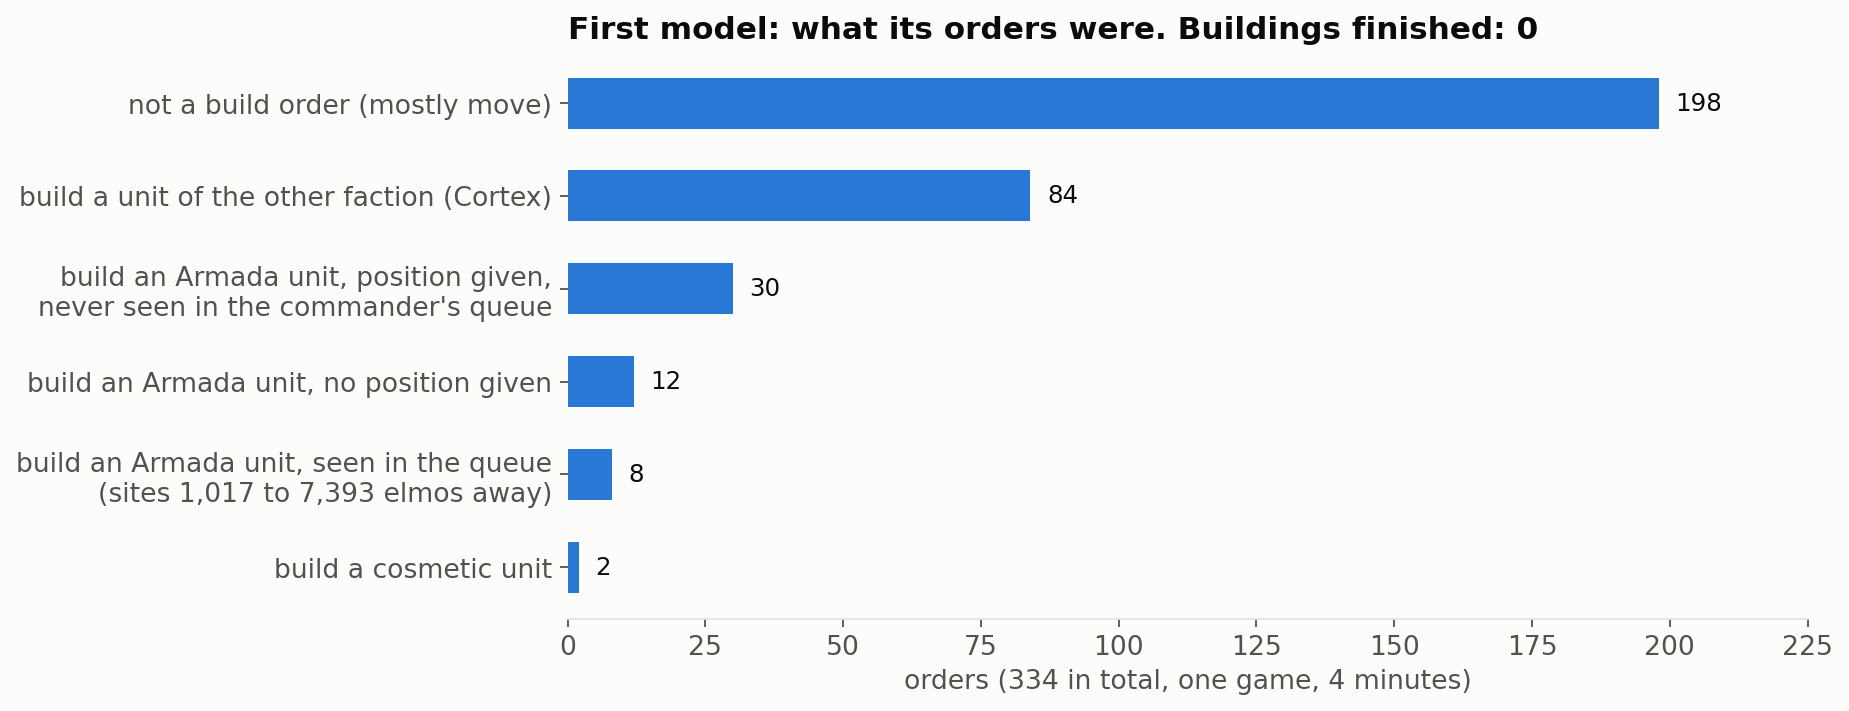 First model: what its orders were. Buildings finished: 0
not a build order (mostly move)
198
build a unit of the other faction (Cortex)
84
build an Armada unit, position given,
never seen in the commander's queue
30
build an Armada unit, no position given
12
build an Armada unit, seen in the queue
(sites 1,017 to 7,393 elmos away)
8
build a cosmetic unit
2
0 25 50 75 100 125 150 175 200 225
orders (334 in total, one game, 4 minutes)